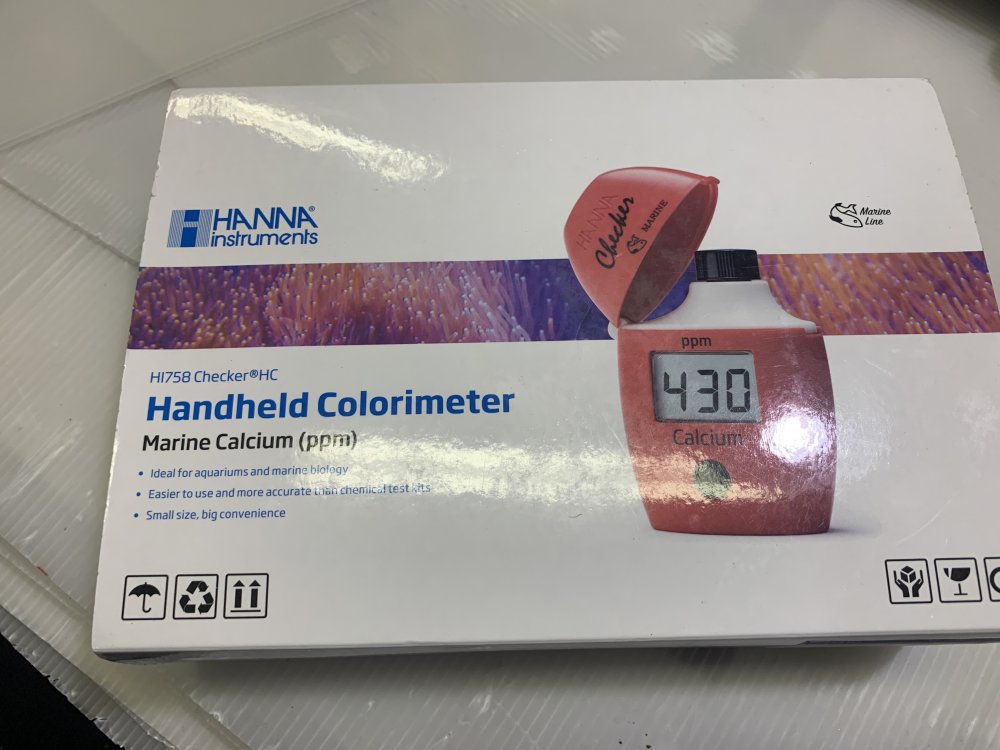 HANNA®
instruments
HANNA
Checker
MARINE
Marine
Line
ppm
430
Calcium
HI758 Checker®HC
Handheld Colorimeter
Marine Calcium (ppm)
• Ideal for aquariums and marine biology
• Easier to use and more accurate than chemical test kits
• Small size, big convenience